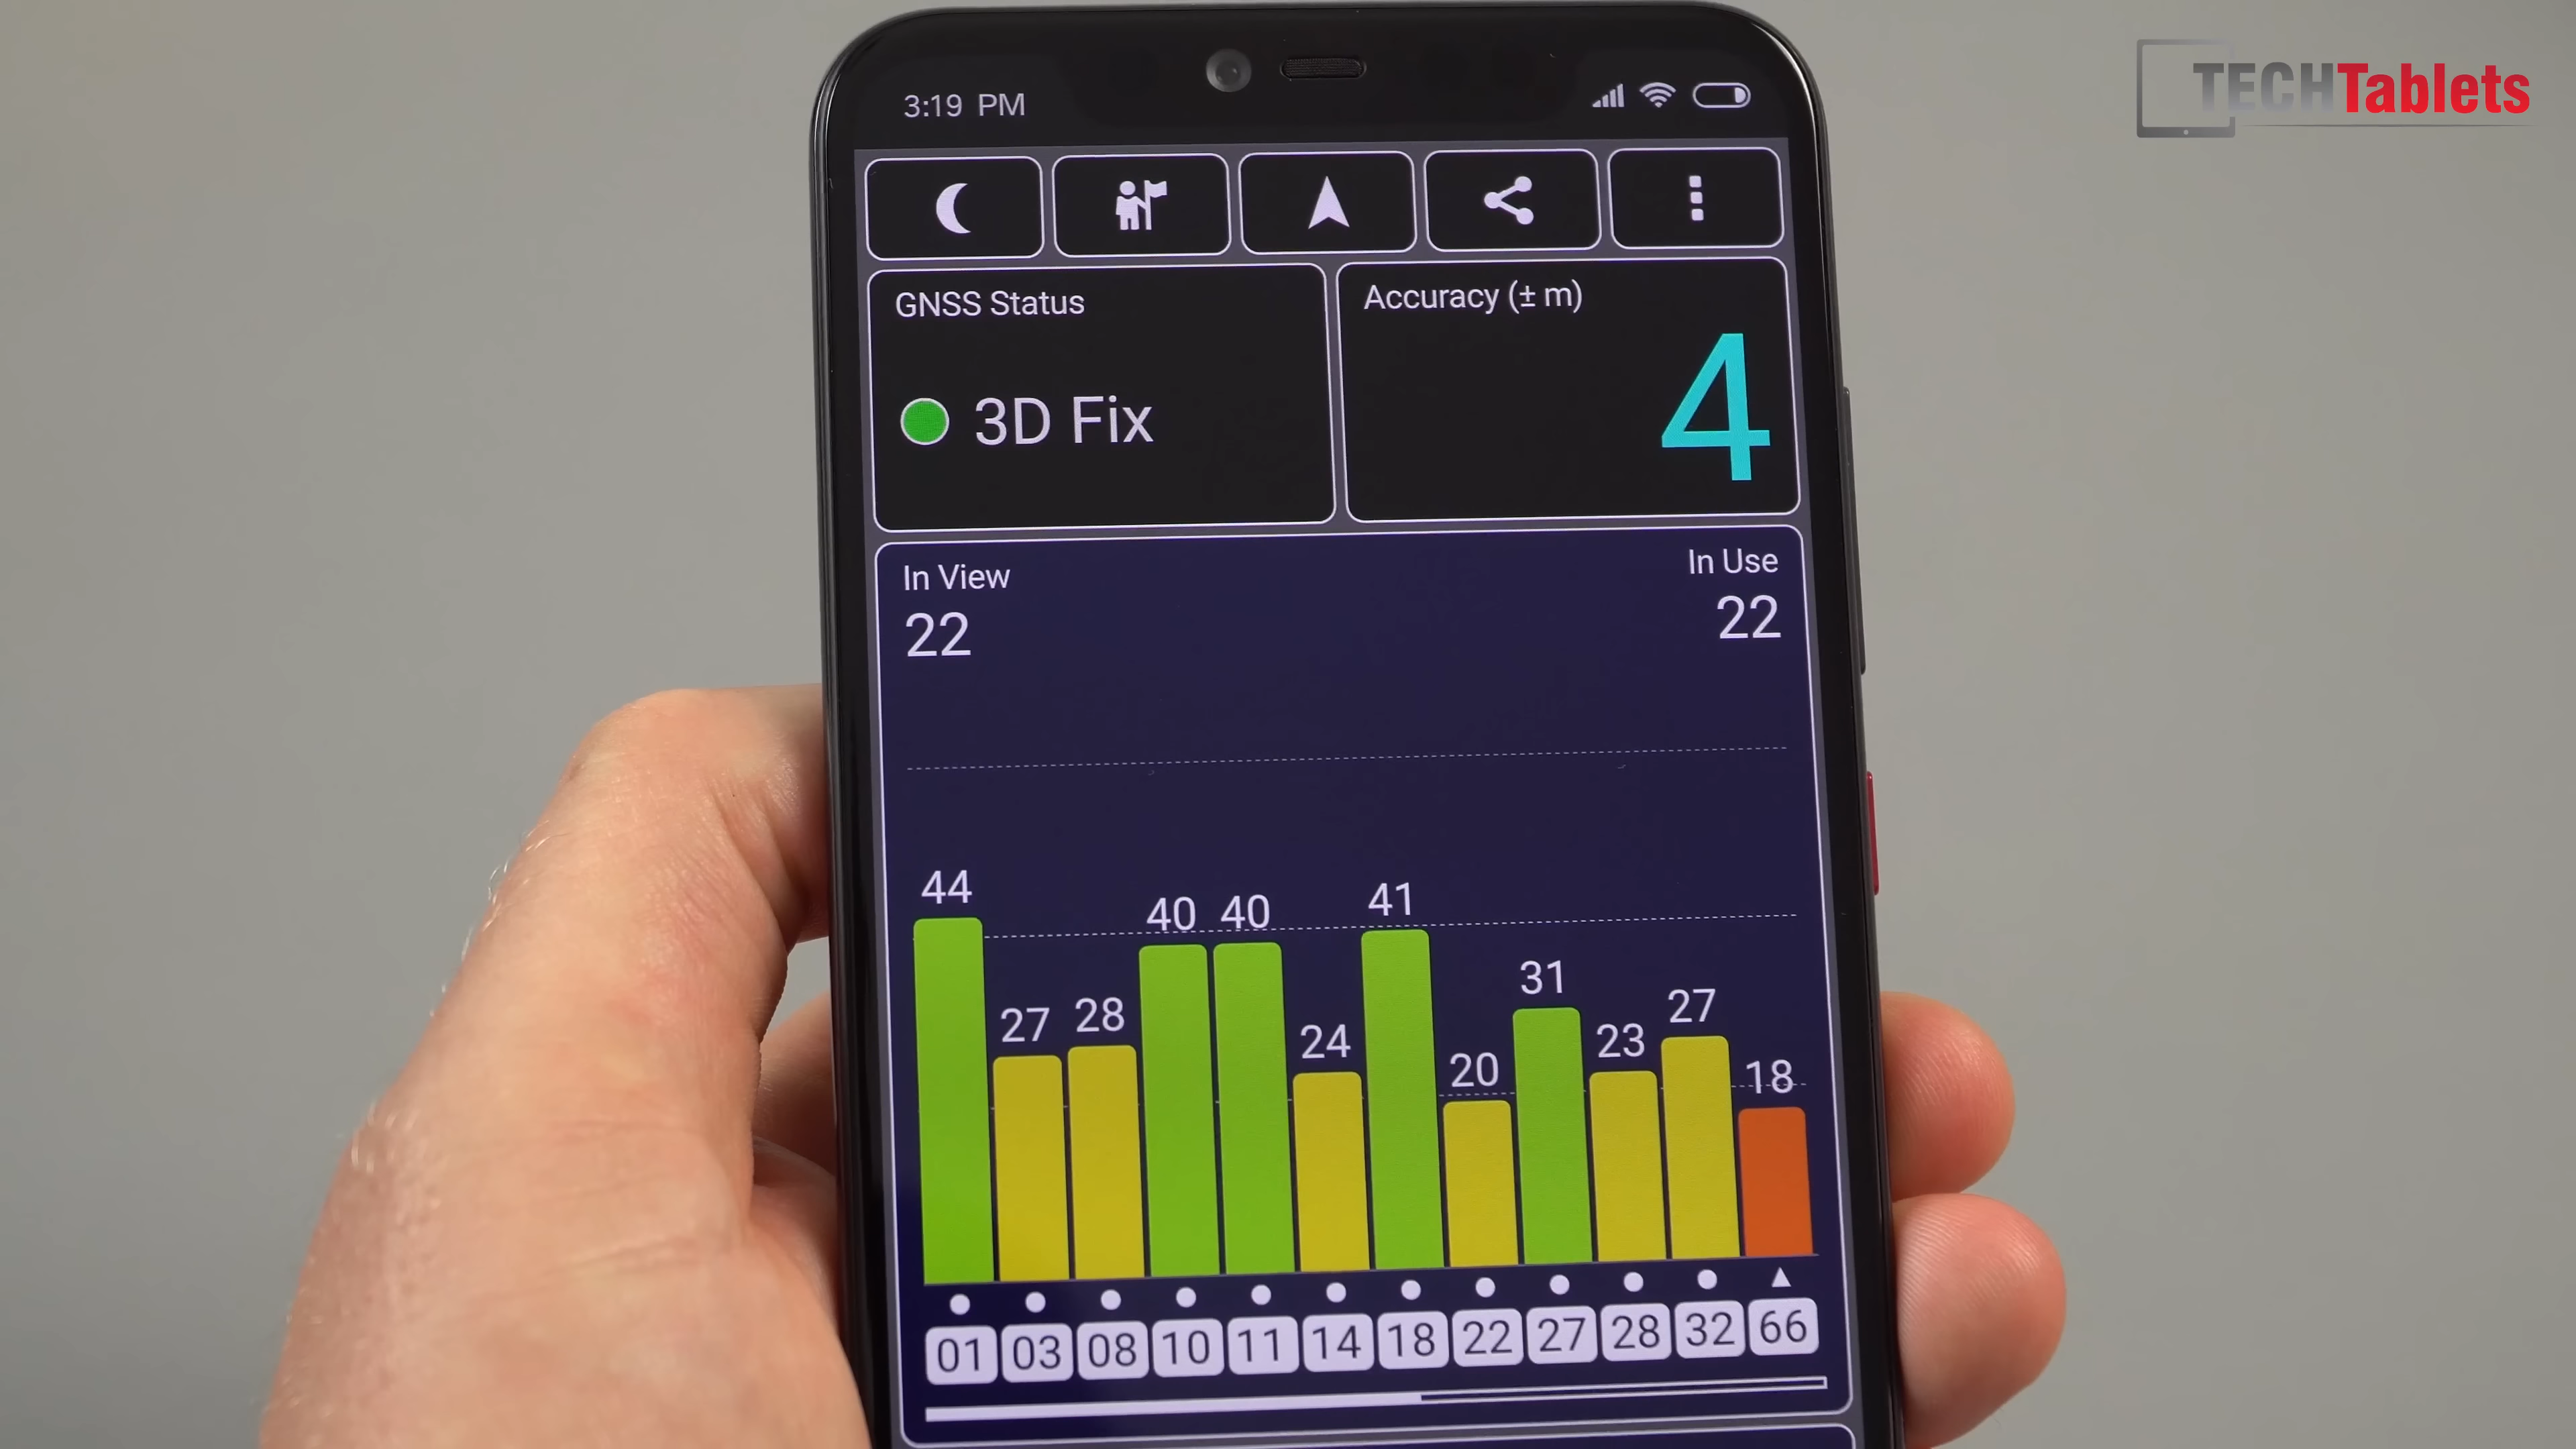 TECHTablets
3:19 PM
GNSS Status
3D Fix
Accuracy (± m)
4
In View
22
In Use
22
44 27 28 40 40 24 41 20 31 23 27 18
01 03 08 10 11 14 18 22 27 28 32 66